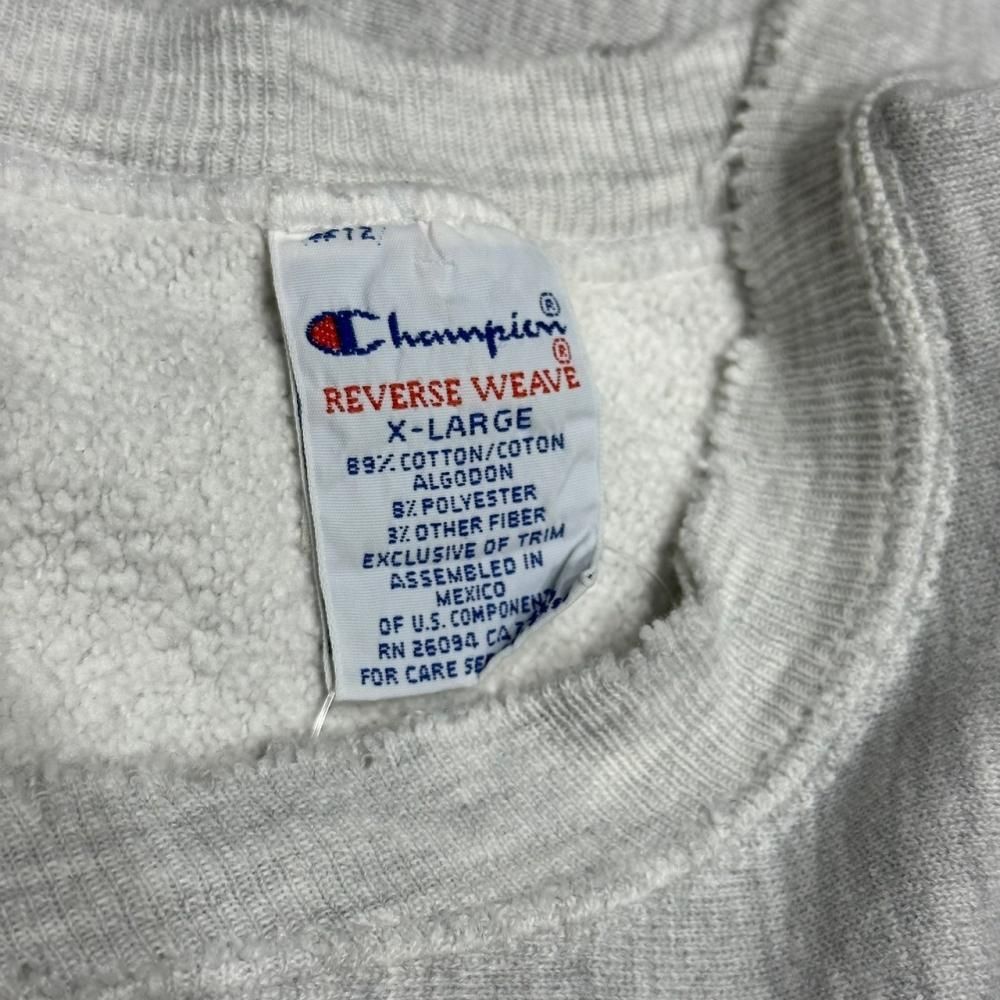 Champion®
®
REVERSE WEAVE
X-LARGE
89% COTTON/COTON
ALGODON
8% POLYESTER
3% OTHER FIBER
EXCLUSIVE OF TRIM
ASSEMBLED IN
MEXICO
OF U.S. COMPONENTS
RN 26094
FOR CARE